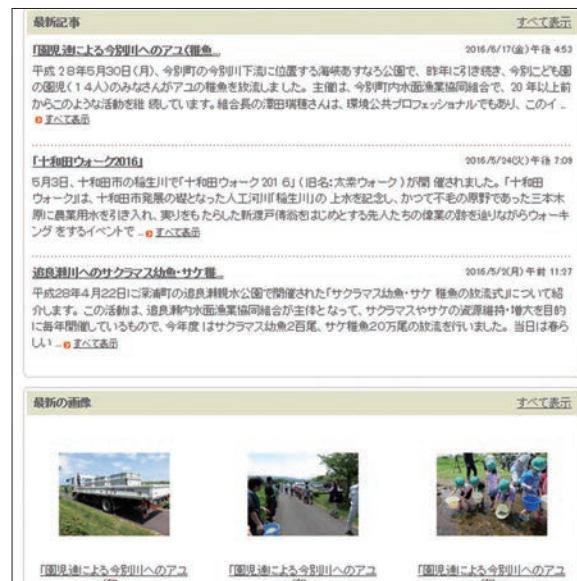 最新記事 すべて表示
「園児達による今別川へのアユ(稚魚... 2016/6/17(金)午後 4:53
平成28年5月30日(月)、今別町の今別川下流に位置する海峡あすなろ公園で、昨年に引き続き、今別こども園
の園児(14人)のみなさんがアユの稚魚を放流しました。主催は、今別町内水面漁業協同組合で、20年以上前
からこのような活動を継 続しています。組合長の澤田瑞穂さんは、環境公共プロフェッショナルでもあり、このイ...
すべて表示
「十和田ウォーク2016」 2016/5/24(火)午後 7:09
5月3日、十和田市の稲生川で「十和田ウォーク 201 6」(旧名:太素ウォーク)が開 催されました。「十和田
ウォーク」は、十和田市発展の礎となった人工河川「稲生川」の 上水を記念し、かつて不毛の原野であった三本木
原に農業用水を引き入れ、実りをもたらした新渡戸傳翁をはじめとする先人たちの偉業の跡を辿りながらウォーキ
ング をするイベントで ... すべて表示
追良瀬川へのサクラマス幼魚・サケ稚... 2016/5/2(月)午前 11:27
平成28年4月22日に深浦町の追良瀬親水公園で開催された「サクラマス幼魚・サケ 稚魚の放流式」について紹
介します。この活動は、追良瀬内水面漁業協同組合が主体となって、サクラマスやサケの資源維持・増大を目的
に毎年開催しているもので、今年度 はサクラマス幼魚2百尾、サケ稚魚20万尾の放流を行いました。当日は春ら
しい ... すべて表示
最新の画像 すべて表示
「園児達による今別川へのアユ 「園児達による今別川へのアユ 「園児達による今別川へのアユ